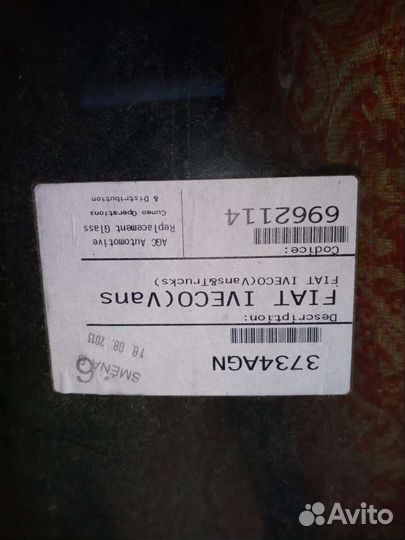 3734AGN
SMENA 6
18. 08. 2013
Description:
FIAT IVECO(Vans
FIAT IVECO(Vans&Trucks)
Codice:
6962114
AGC Automotive
Replacement Glass
Cuneo Operations
& Distribution
Avito